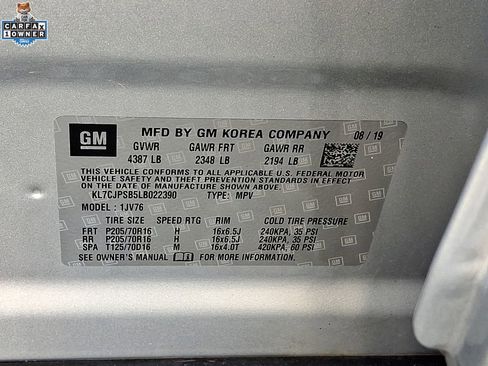 CARFAX
1 OWNER
GM
MFD BY GM KOREA COMPANY 08/19
GVWR GAWR FRT GAWR RR
4387 LB 2348 LB 2194 LB
THIS VEHICLE CONFORMS TO ALL APPLICABLE U.S. FEDERAL MOTOR
VEHICLE SAFETY AND THEFT PREVENTION STANDARDS IN EFFECT ON
THE DATE OF MANUFACTURE SHOWN ABOVE.
KL7CJPSB5LB022390 TYPE: MPV
MODEL: 1JV76
TIRE SIZE SPEED RTG RIM COLD TIRE PRESSURE
FRT P205/70R16 H 16x6.5J 240KPA, 35 PSI
RR P205/70R16 H 16x6.5J 240KPA, 35 PSI
SPA T125/70D16 M 16x4.0T 420KPA, 60 PSI
SEE OWNER'S MANUAL FOR MORE INFORMATION.